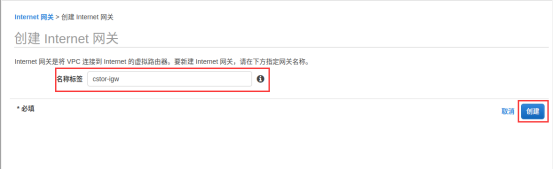 Internet 网关 > 创建 Internet 网关
创建 Internet 网关
Internet 网关是将 VPC 连接到 Internet 的虚拟路由器。要新建 Internet 网关，请在下方指定网关名称。
名称标签 cstor-igw
* 必填
取消 创建